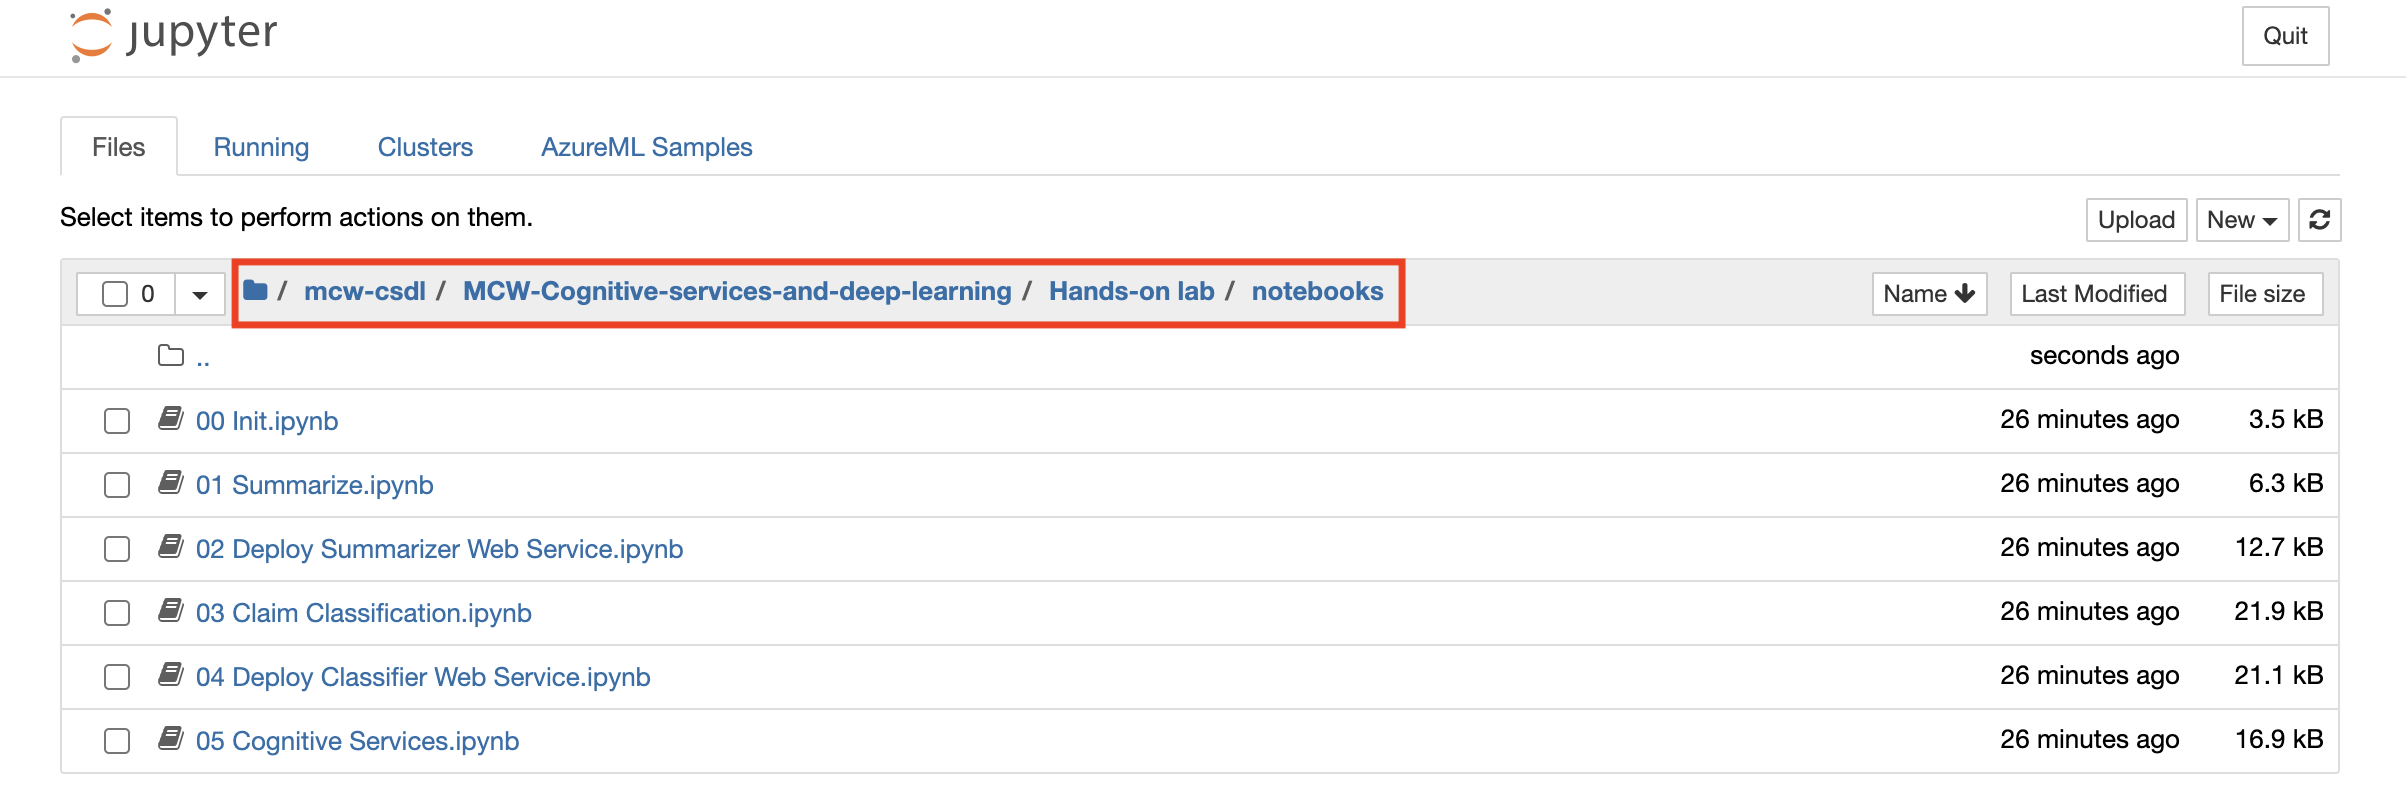 jupyter Quit
Files Running Clusters AzureML Samples
Select items to perform actions on them. Upload New
0 / mcw-csdl / MCW-Cognitive-services-and-deep-learning / Hands-on lab / notebooks Name Last Modified File size
.. seconds ago
00 Init.ipynb 26 minutes ago 3.5 kB
01 Summarize.ipynb 26 minutes ago 6.3 kB
02 Deploy Summarizer Web Service.ipynb 26 minutes ago 12.7 kB
03 Claim Classification.ipynb 26 minutes ago 21.9 kB
04 Deploy Classifier Web Service.ipynb 26 minutes ago 21.1 kB
05 Cognitive Services.ipynb 26 minutes ago 16.9 kB